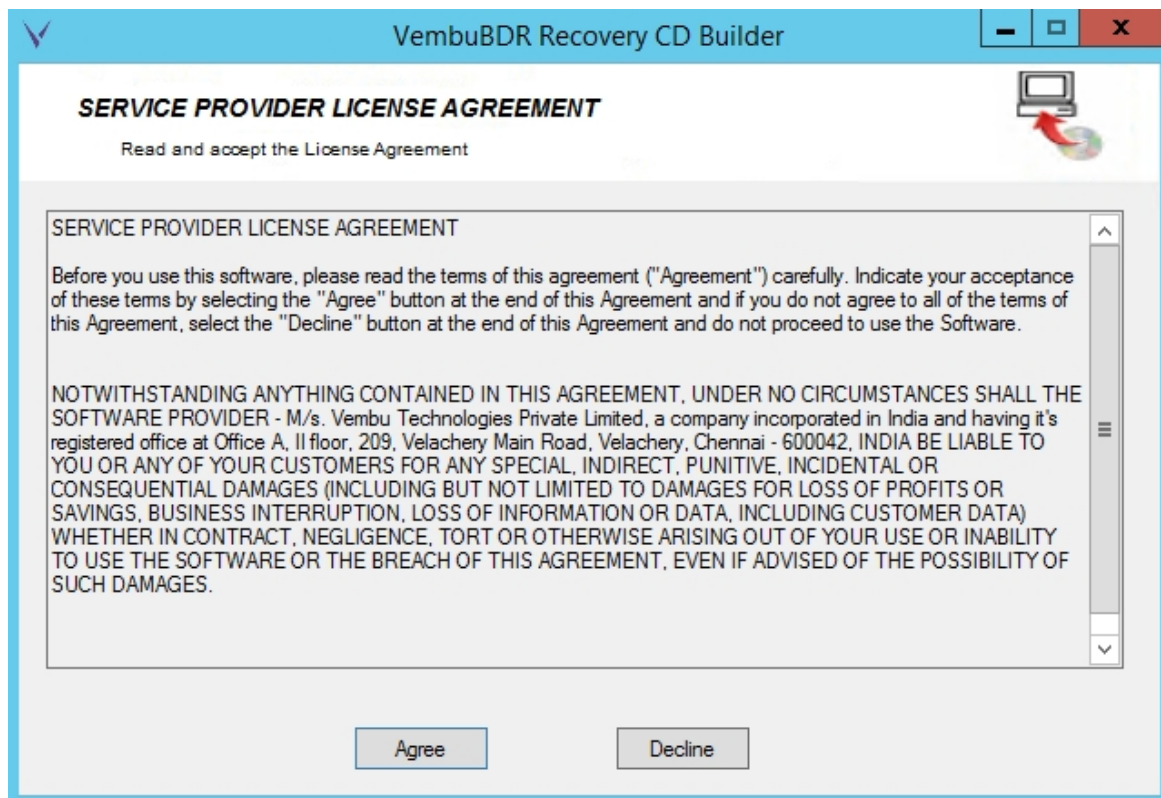 VembuBDR Recovery CD Builder
SERVICE PROVIDER LICENSE AGREEMENT
Read and accept the License Agreement
SERVICE PROVIDER LICENSE AGREEMENT
Before you use this software, please read the terms of this agreement ("Agreement") carefully. Indicate your acceptance
of these terms by selecting the "Agree" button at the end of this Agreement and if you do not agree to all of the terms of
this Agreement, select the "Decline" button at the end of this Agreement and do not proceed to use the Software.
NOTWITHSTANDING ANYTHING CONTAINED IN THIS AGREEMENT, UNDER NO CIRCUMSTANCES SHALL THE
SOFTWARE PROVIDER - M/s. Vembu Technologies Private Limited, a company incorporated in India and having it's
registered office at Office A, II floor, 209, Velachery Main Road, Velachery, Chennai - 600042, INDIA BE LIABLE TO
YOU OR ANY OF YOUR CUSTOMERS FOR ANY SPECIAL, INDIRECT, PUNITIVE, INCIDENTAL OR
CONSEQUENTIAL DAMAGES (INCLUDING BUT NOT LIMITED TO DAMAGES FOR LOSS OF PROFITS OR
SAVINGS, BUSINESS INTERRUPTION, LOSS OF INFORMATION OR DATA, INCLUDING CUSTOMER DATA)
WHETHER IN CONTRACT, NEGLIGENCE, TORT OR OTHERWISE ARISING OUT OF YOUR USE OR INABILITY
TO USE THE SOFTWARE OR THE BREACH OF THIS AGREEMENT, EVEN IF ADVISED OF THE POSSIBILITY OF
SUCH DAMAGES.
Agree
Decline